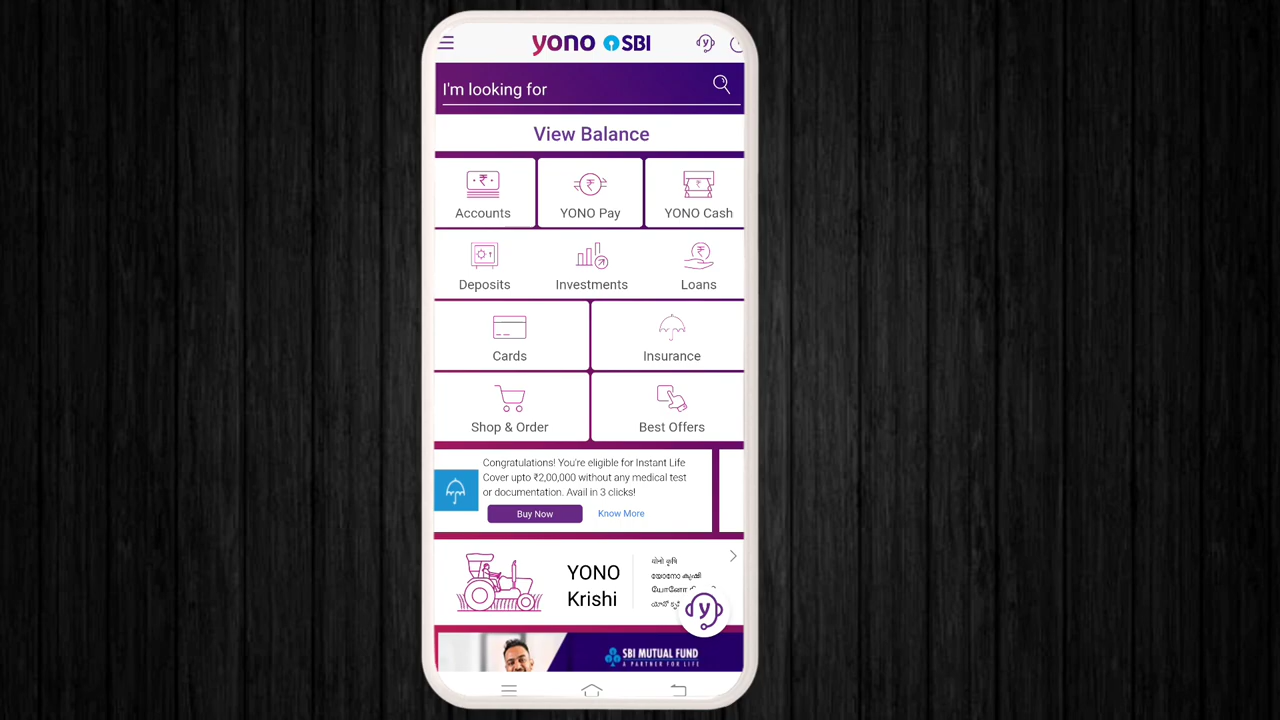 yono SBI
I'm looking for
View Balance
Accounts
YONO Pay
YONO Cash
Deposits
Investments
Loans
Cards
Insurance
Shop & Order
Best Offers
Congratulations! You're eligible for Instant Life
Cover upto ₹2,00,000 without any medical test
or documentation. Avail in 3 clicks!
Buy Now
Know More
YONO
Krishi
योनो कृषि
യോനോ കൃഷി
SBI MUTUAL FUND
A PARTNER FOR LIFE